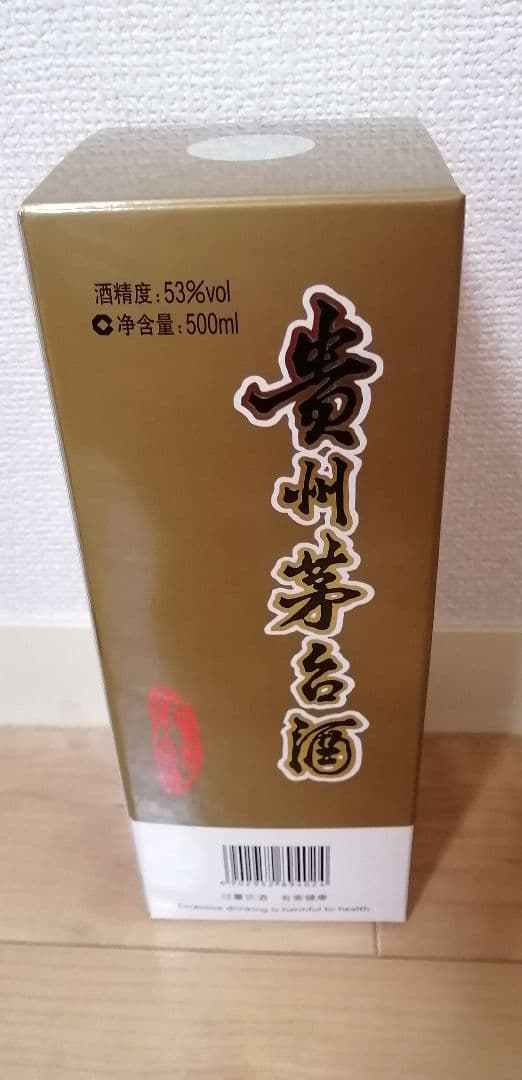 酒精度:53%vol
净含量:500ml
貴州茅台酒
过量饮酒 有害健康
Excessive drinking is harmful to health